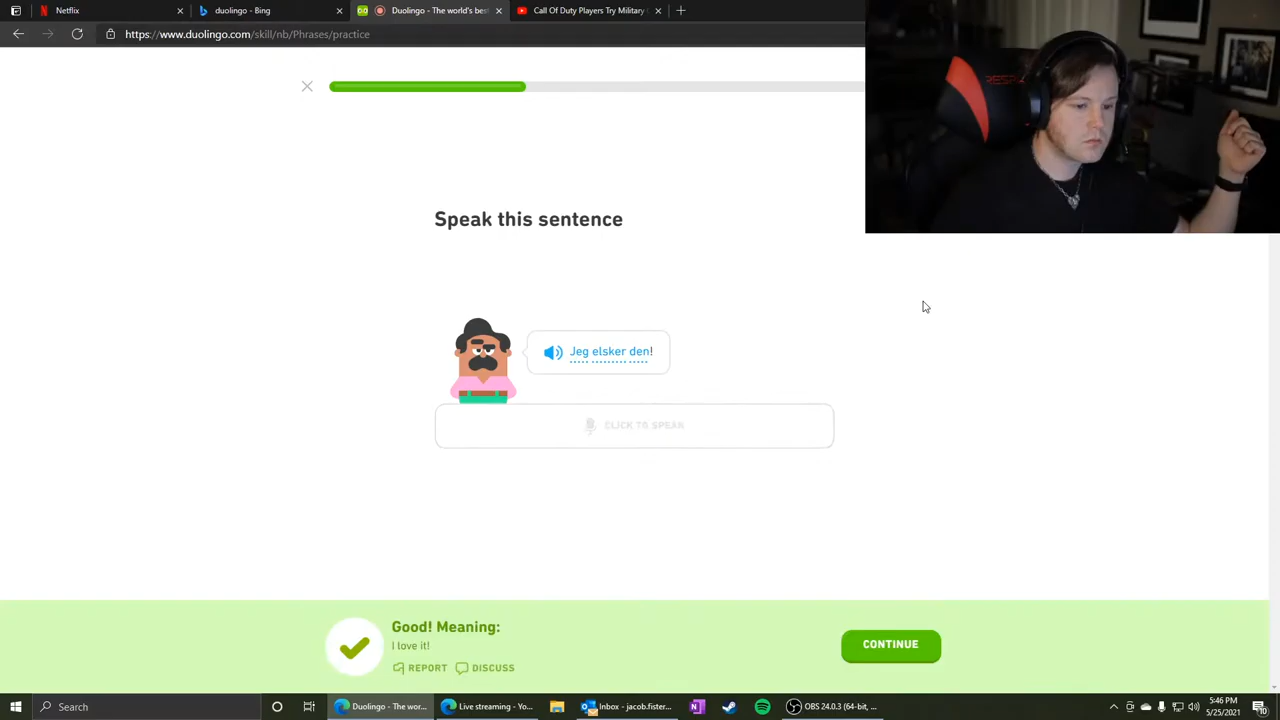 Netflix
duolingo - Bing
Duolingo - The world's best
Call Of Duty Players Try Military
https://www.duolingo.com/skill/nb/Phrases/practice
Speak this sentence
Jeg elsker den!
CLICK TO SPEAK
Good! Meaning:
I love it!
REPORT
DISCUSS
CONTINUE
Search
Duolingo - The wor...
Live streaming - Yo...
Inbox - jacob.fister...
OBS 24.0.3 (64-bit, ...
5:46 PM
5/25/2021